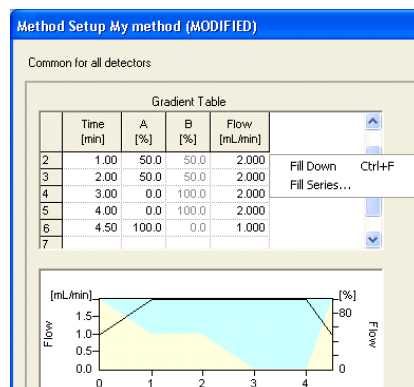 Method Setup My method (MODIFIED)
Common for all detectors
Gradient Table
Time [min] A [%] B [%] Flow [mL/min]
2 1.00 50.0 50.0 2.000
3 2.00 50.0 50.0 2.000
4 3.00 0.0 100.0 2.000
5 4.00 0.0 100.0 2.000
6 4.50 100.0 0.0 1.000
7
Fill Down Ctrl+F
Fill Series...
[mL/min] [%]
1.5
1.0
0.5
0.0
Flow
80
0
Flow
0 1 2 3 4